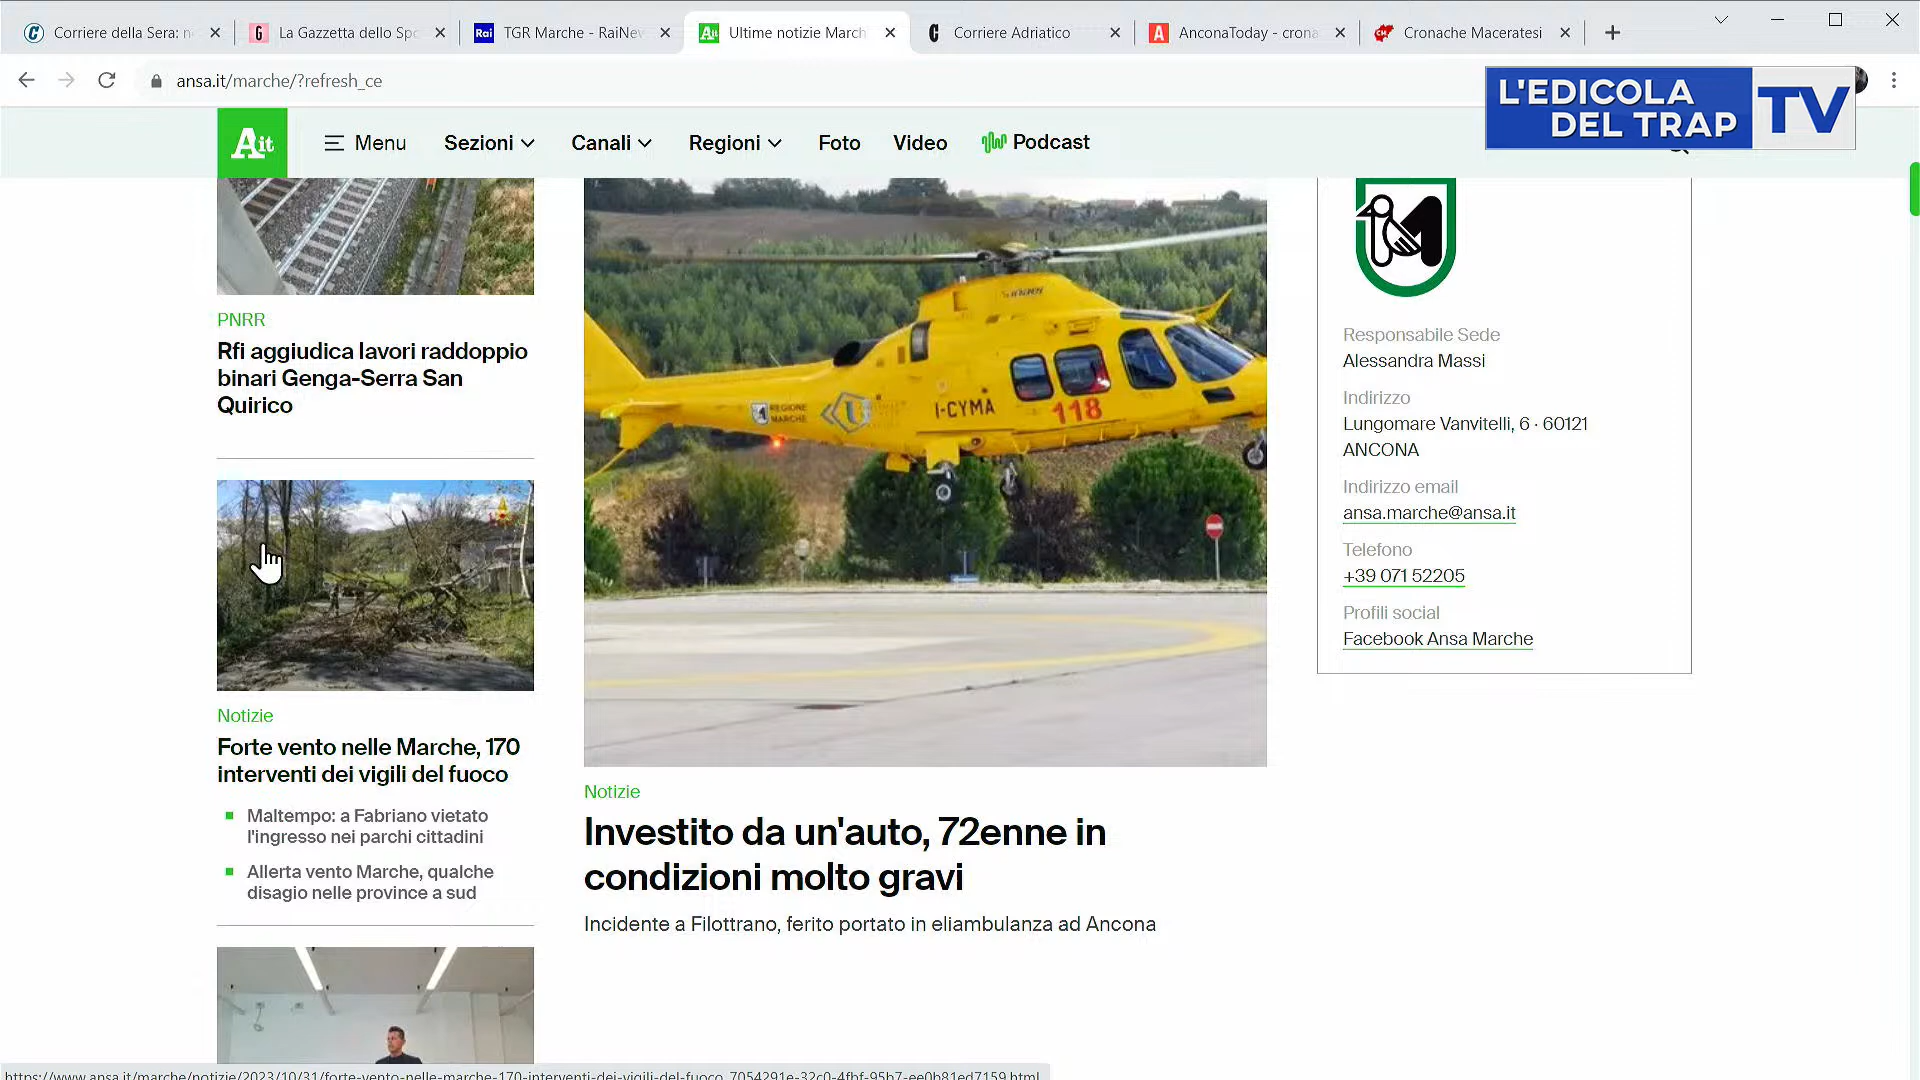 Corriere della Sera: n
La Gazzetta dello Spo
Rai
TGR Marche - RaiNew
Ait
Ultime notizie March
Corriere Adriatico
A
AnconaToday - crona
CM
Cronache Maceratesi
ansa.it/marche/?refresh_ce
L'EDICOLA
DEL TRAP
TV
Ait
Menu
Sezioni
Canali
Regioni
Foto
Video
Podcast
PNRR
Rfi aggiudica lavori raddoppio
binari Genga-Serra San
Quirico
Notizie
Forte vento nelle Marche, 170
interventi dei vigili del fuoco
Maltempo: a Fabriano vietato
l'ingresso nei parchi cittadini
Allerta vento Marche, qualche
disagio nelle province a sud
REGIONE
MARCHE
I-CYMA
118
Notizie
Investito da un'auto, 72enne in
condizioni molto gravi
Incidente a Filottrano, ferito portato in eliambulanza ad Ancona
Responsabile Sede
Alessandra Massi
Indirizzo
Lungomare Vanvitelli, 6 · 60121
ANCONA
Indirizzo email
ansa.marche@ansa.it
Telefono
+39 071 52205
Profili social
Facebook Ansa Marche
https://www.ansa.it/marche/notizie/2023/10/31/forte-vento-nelle-marche-170-interventi-dei-vigili-del-fuoco_7054291e-32c0-4fbf-95b7-ee0b81ed7159.html